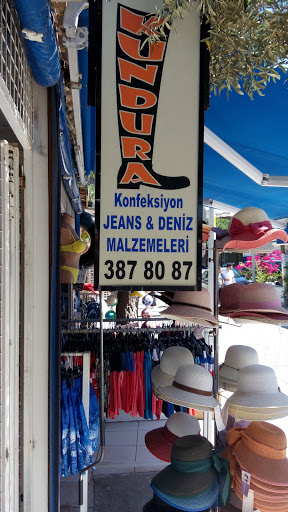 KUNDURA
Konfeksiyon
JEANS & DENİZ
MALZEMELERİ
387 80 87